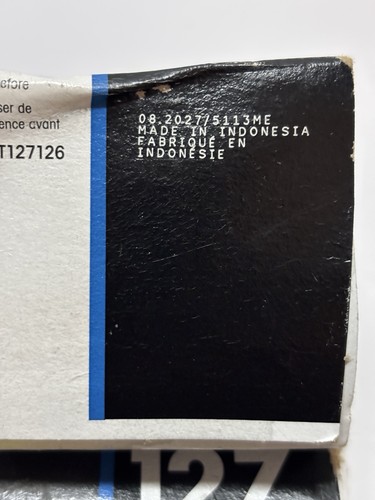 efore
ser de
ence avant
T127126
08.2027/5113ME
MADE IN INDONESIA
FABRIQUÉ EN
INDONÉSIE
127